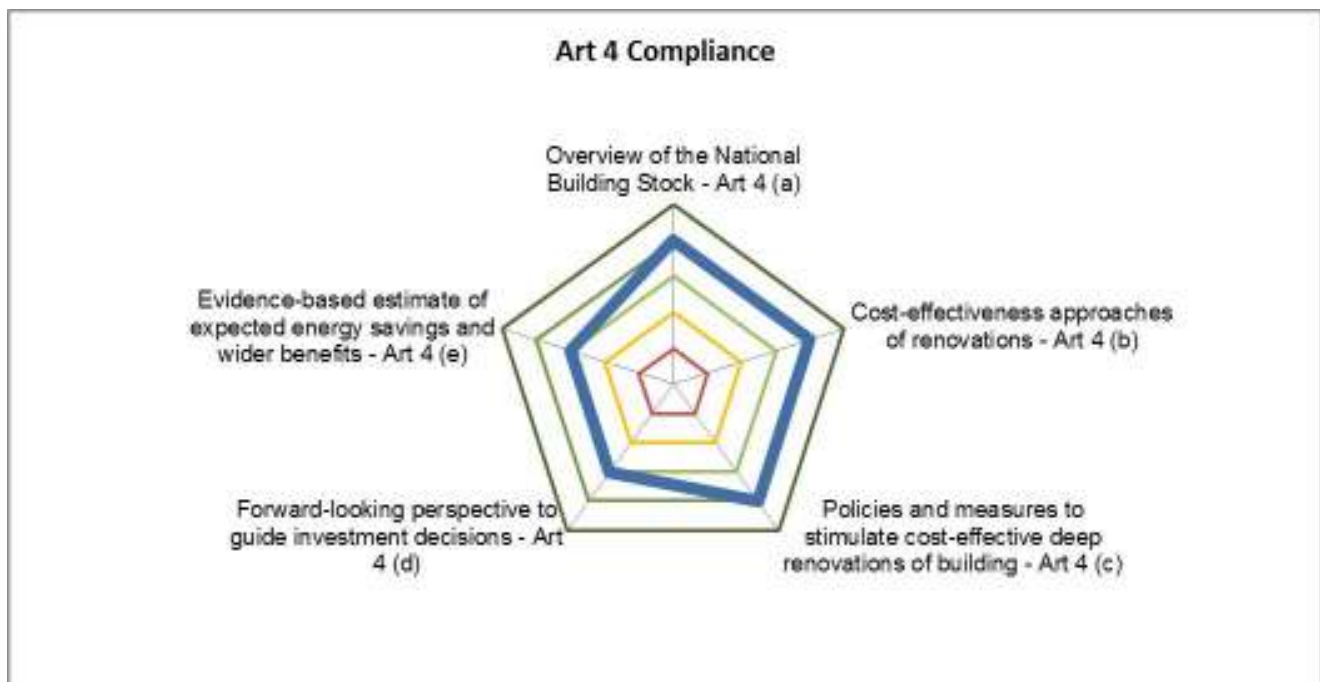 Art 4 Compliance
Overview of the National
Building Stock - Art 4 (a)
Cost-effectiveness approaches
of renovations - Art 4 (b)
Policies and measures to
stimulate cost-effective deep
renovations of building - Art 4 (c)
Forward-looking perspective to
guide investment decisions - Art
4 (d)
Evidence-based estimate of
expected energy savings and
wider benefits - Art 4 (e)